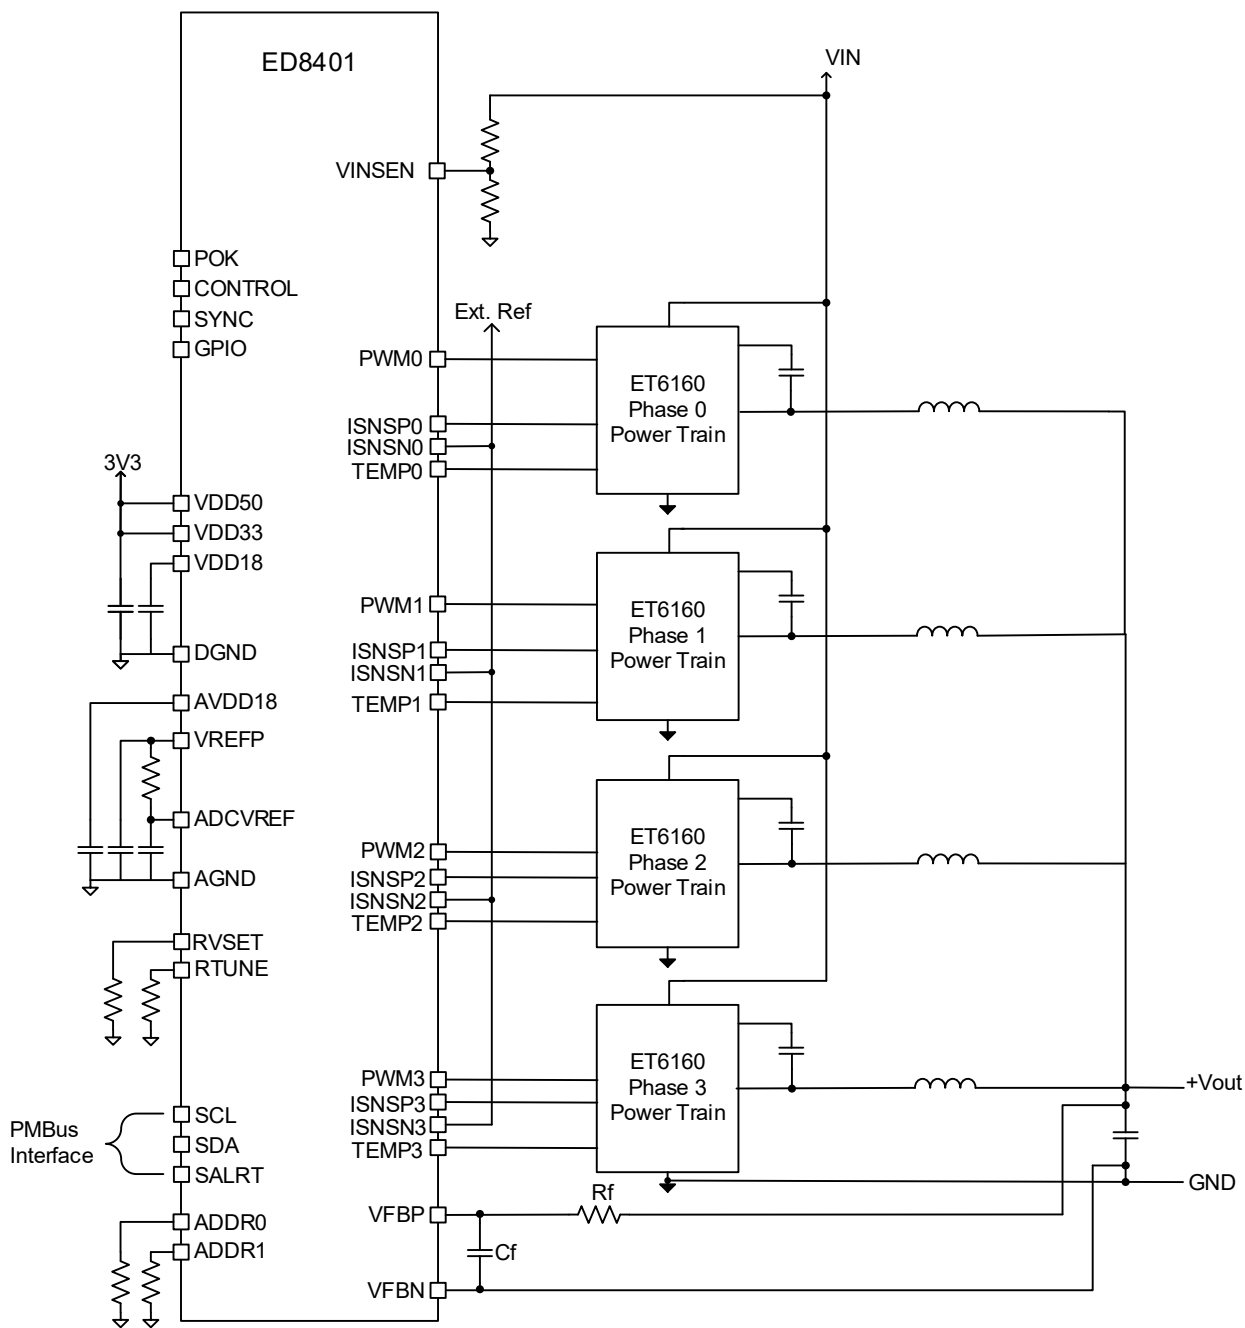 ED8401
VIN
VINSEN
POK
CONTROL
SYNC
GPIO
Ext. Ref
PWM0
ISNSP0
ISNSN0
TEMP0
ET6160
Phase 0
Power Train
3V3
VDD50
VDD33
VDD18
DGND
PWM1
ISNSP1
ISNSN1
TEMP1
ET6160
Phase 1
Power Train
AVDD18
VREFP
ADCVREF
AGND
PWM2
ISNSP2
ISNSN2
TEMP2
ET6160
Phase 2
Power Train
RVSET
RTUNE
PWM3
ISNSP3
ISNSN3
TEMP3
ET6160
Phase 3
Power Train
+Vout
GND
PMBus
Interface
SCL
SDA
SALRT
ADDR0
ADDR1
VFBP
Rf
Cf
VFBN